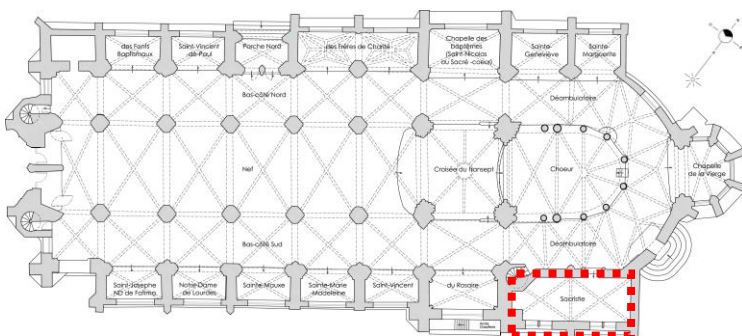 des Fonts
Baptismaux
Saint-Vincent
de Paul
Porche Nord
des Frères de Charité
Chapelle des
baptêmes
(Saint-Nicolas
ou Sacré-coeur)
Sainte-
Geneviève
Sainte-
Marguerite
Bas-côté Nord
Déambulatoire
Nef
Croisée du transept
Choeur
Chapelle
de la Vierge
Bas-côté Sud
Déambulatoire
Saint-Josephe
ND de Fatima
Notre-Dame
de Lourdes
Sainte-Mauxe
Sainte-Marie
Madeleine
Saint-Vincent
du Rosaire
Sacristie